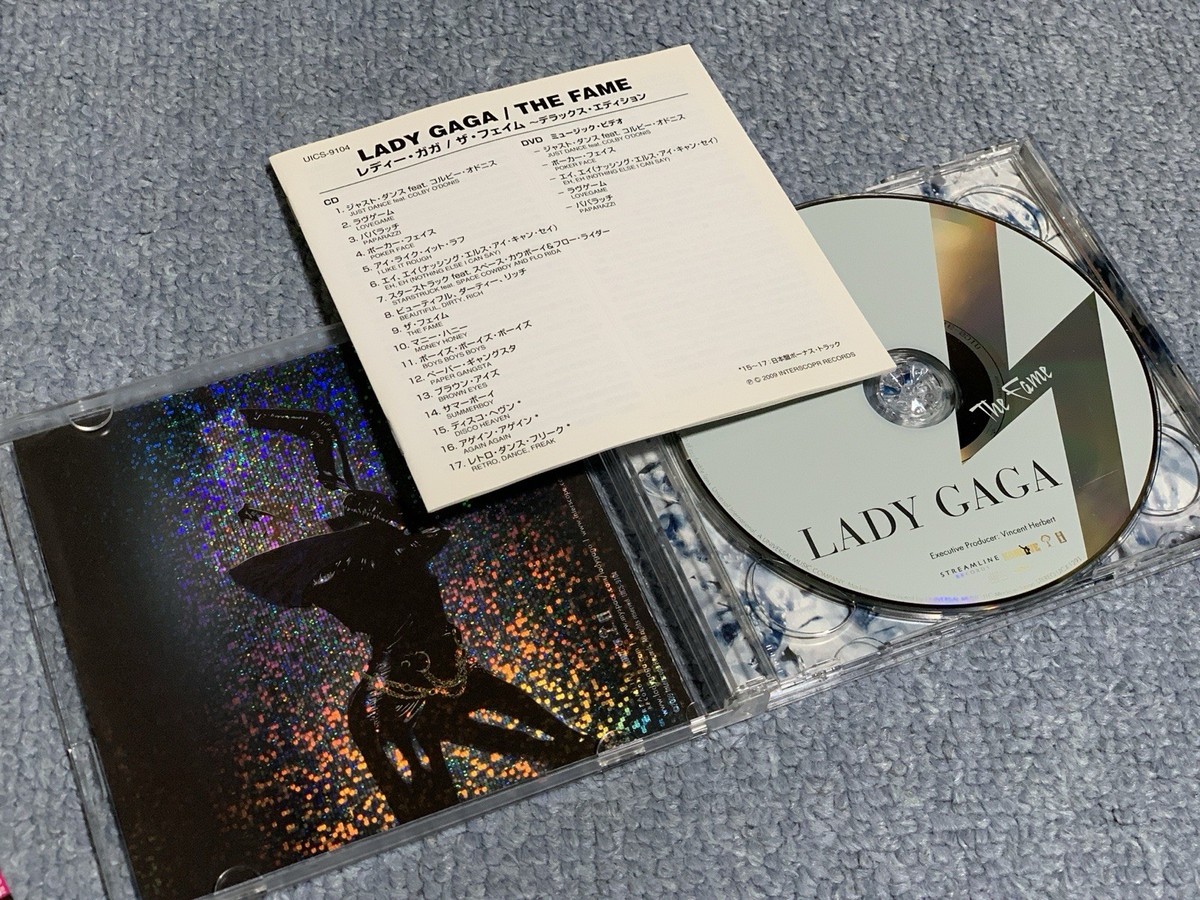 UICS-9104
LADY GAGA / THE FAME
レディー・ガガ / ザ・フェイム ~デラックス・エディション
CD
1. ジャスト・ダンス feat. コルビー・オドニス
JUST DANCE feat. COLBY O'DONIS
2. ラヴゲーム
LOVEGAME
3. パパラッチ
PAPARAZZI
4. ポーカー・フェイス
POKER FACE
5. アイ・ライク・イット・ラフ
I LIKE IT ROUGH
6. エィ, エィ(ナッシング・エルス・アイ・キャン・セイ)
EH, EH (NOTHING ELSE I CAN SAY)
7. スターストラック feat. スペース・カウボーイ&フロー・ライダー
STARSTRUCK feat. SPACE COWBOY AND FLO RIDA
8. ビューティフル、ダーティー、リッチ
BEAUTIFUL, DIRTY, RICH
9. ザ・フェイム
THE FAME
10. マニー・ハニー
MONEY HONEY
11. ボーイズ・ボーイズ・ボーイズ
BOYS BOYS BOYS
12. ペーパー・ギャングスタ
PAPER GANGSTA
13. ブラウン・アイズ
BROWN EYES
14. サマーボーイ
SUMMERBOY
15. ディスコ・ヘヴン*
DISCO HEAVEN
16. アゲイン・アゲイン*
AGAIN AGAIN
17. レトロ・ダンス・フリーク*
RETRO, DANCE, FREAK
DVD ミュージック・ビデオ
– ジャスト・ダンス feat. コルビー・オドニス
JUST DANCE feat. COLBY O'DONIS
– ポーカー・フェイス
POKER FACE
– エィ, エィ(ナッシング・エルス・アイ・キャン・セイ)
EH, EH (NOTHING ELSE I CAN SAY)
– ラヴゲーム
LOVEGAME
– パパラッチ
PAPARAZZI
*15~17: 日本盤ボーナス・トラック
℗ © 2009 INTERSCOPR RECORDS
The Fame
LADY GAGA
Executive Producer: Vincent Herbert
STREAMLINE
RECORDS